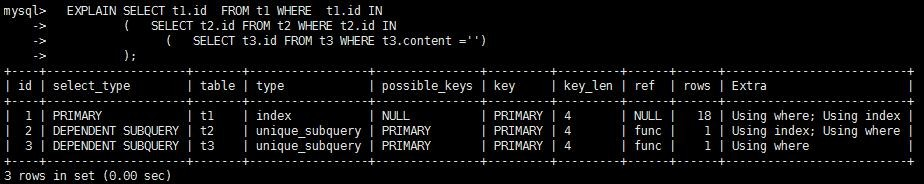 mysql>   EXPLAIN SELECT t1.id  FROM t1 WHERE  t1.id IN
    ->           (   SELECT t2.id FROM t2 WHERE t2.id IN
    ->                 (   SELECT t3.id FROM t3 WHERE t3.content ='')
    ->           );
+----+--------------------+-------+-----------------+---------------+---------+---------+------+------+--------------------------+
| id | select_type        | table | type            | possible_keys | key     | key_len | ref  | rows | Extra                    |
+----+--------------------+-------+-----------------+---------------+---------+---------+------+------+--------------------------+
|  1 | PRIMARY            | t1    | index           | NULL          | PRIMARY | 4       | NULL |   18 | Using where; Using index |
|  2 | DEPENDENT SUBQUERY | t2    | unique_subquery | PRIMARY       | PRIMARY | 4       | func |    1 | Using index; Using where |
|  3 | DEPENDENT SUBQUERY | t3    | unique_subquery | PRIMARY       | PRIMARY | 4       | func |    1 | Using where              |
+----+--------------------+-------+-----------------+---------------+---------+---------+------+------+--------------------------+
3 rows in set (0.00 sec)